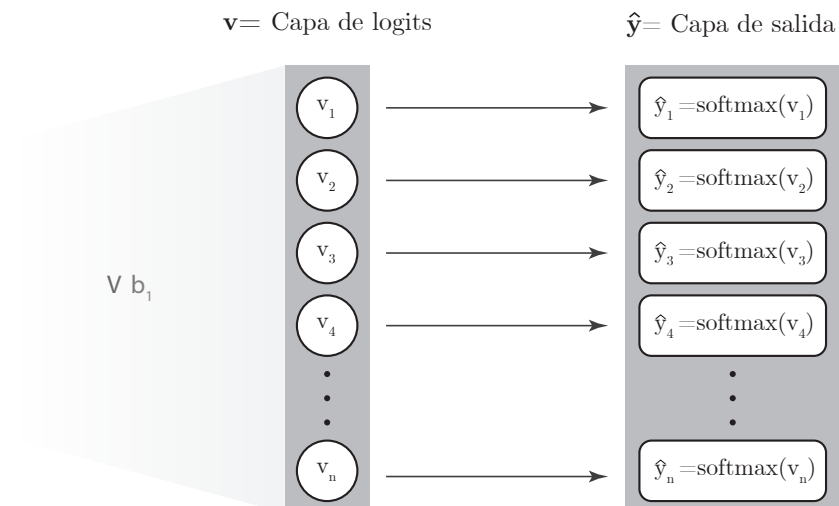 v= Capa de logits
ŷ= Capa de salida
v₁
ŷ₁=softmax(v₁)
v₂
ŷ₂=softmax(v₂)
v₃
ŷ₃=softmax(v₃)
V b₁
v₄
ŷ₄=softmax(v₄)
vₙ
ŷₙ=softmax(vₙ)